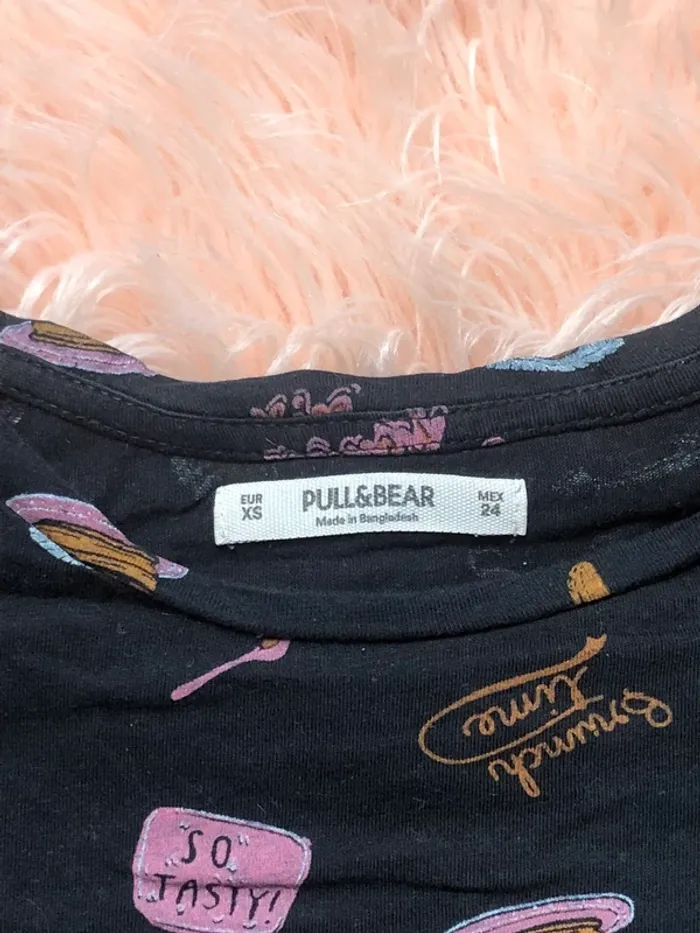 EUR
XS
PULL&BEAR
Made in Bangladesh
MEX
24
Brunch
time
"SO"
TASTY!